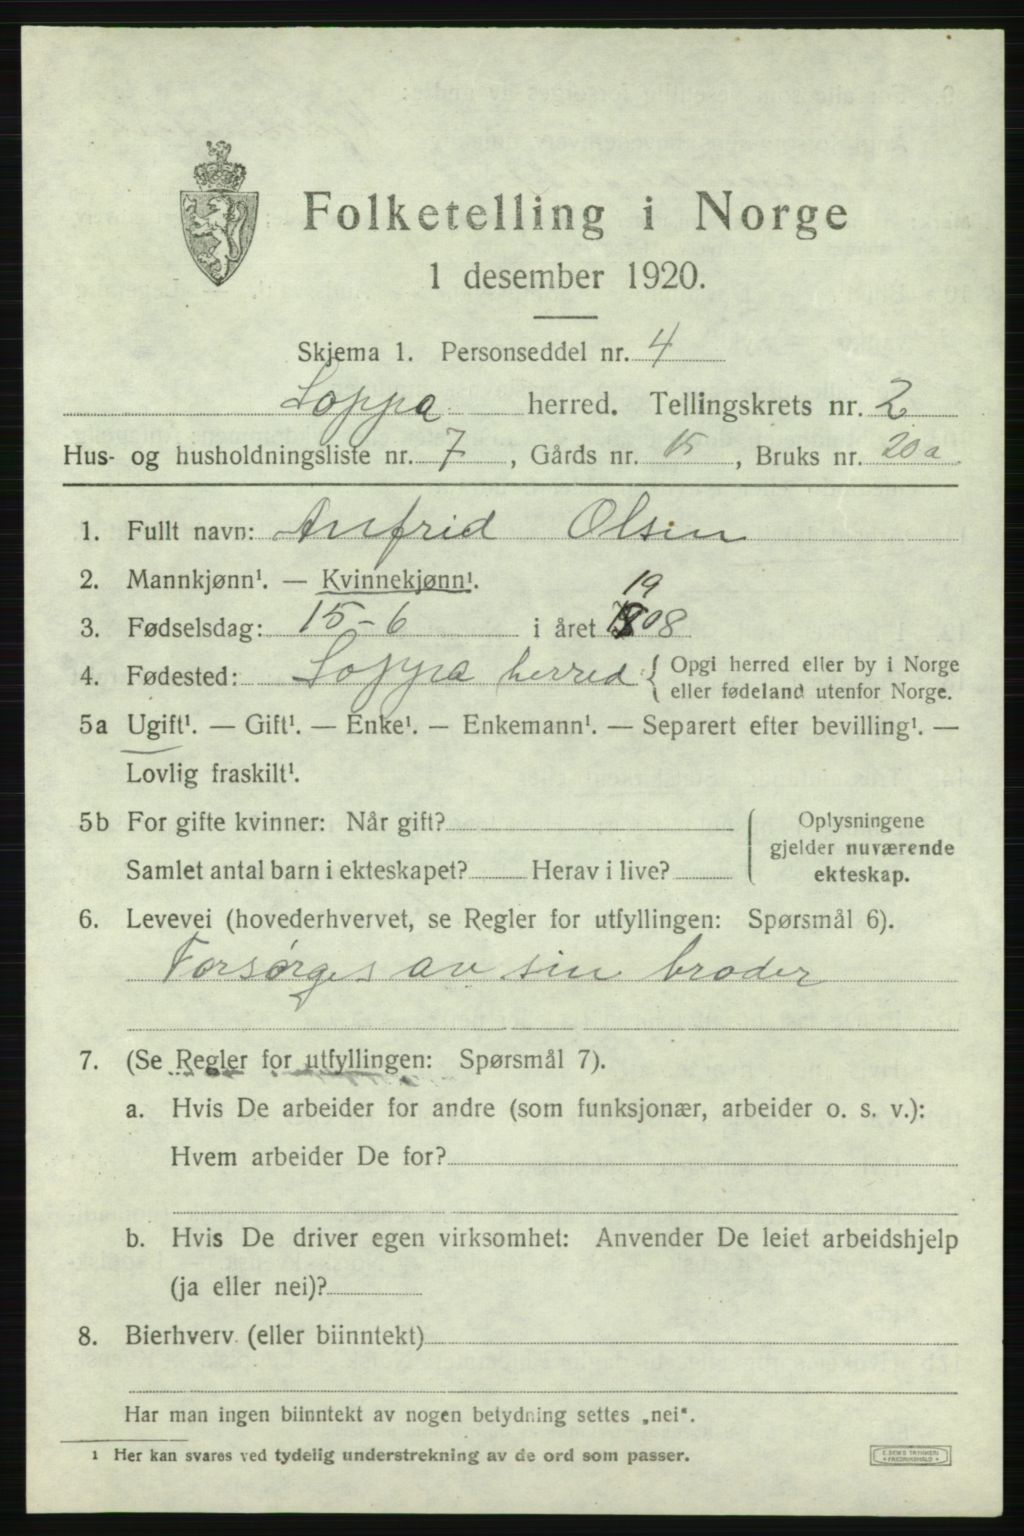 Folketelling i Norge
1 desember 1920.
Skjema 1. Personseddel nr. 4
Loppa herred. Tellingskrets nr. 2
Hus- og husholdningsliste nr. 7, Gårds nr. 15, Bruks nr. 20a
1. Fullt navn: Anfrid Olsen
2. Mannkjønn¹. — Kvinnekjønn¹.
3. Fødselsdag: 15-6 i året 1908
4. Fødested: Loppa herred { Opgi herred eller by i Norge
eller fødeland utenfor Norge.
5a Ugift¹. — Gift¹. — Enke¹. — Enkemann¹. — Separert efter bevilling¹. —
Lovlig fraskilt¹.
5b For gifte kvinner: Når gift?
Samlet antal barn i ekteskapet? Herav i live?
Oplysningene
gjelder nuværende
ekteskap.
6. Levevei (hovederhvervet, se Regler for utfyllingen: Spørsmål 6).
Forsørges av sin broder
7. (Se Regler for utfyllingen: Spørsmål 7).
a. Hvis De arbeider for andre (som funksjonær, arbeider o. s. v.):
Hvem arbeider De for?
b. Hvis De driver egen virksomhet: Anvender De leiet arbeidshjelp
(ja eller nei)?
8. Bierhverv (eller biinntekt)
Har man ingen biinntekt av nogen betydning settes „nei“.
1 Her kan svares ved tydelig understrekning av de ord som passer.